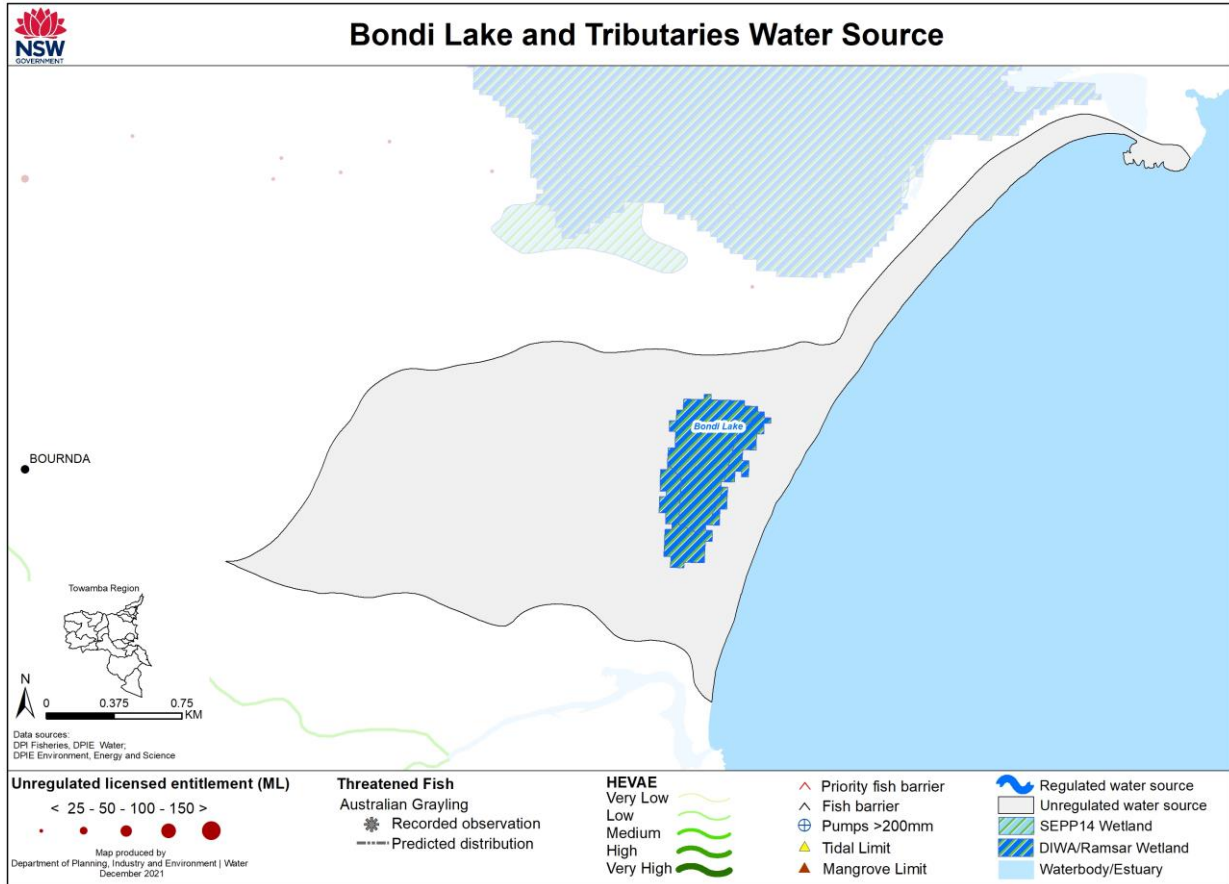 NSW
GOVERNMENT
Bondi Lake and Tributaries Water Source
Bondi Lake
BOURNDA
Towamba Region
N
0 0.375 0.75
KM
Data sources:
DPI Fisheries, DPIE Water;
DPIE Environment, Energy and Science
Unregulated licensed entitlement (ML)
< 25 - 50 - 100 - 150 >
Map produced by
Department of Planning, Industry and Environment | Water
December 2021
Threatened Fish
Australian Grayling
Recorded observation
Predicted distribution
HEVAE
Very Low
Low
Medium
High
Very High
Priority fish barrier
Fish barrier
Pumps >200mm
Tidal Limit
Mangrove Limit
Regulated water source
Unregulated water source
SEPP14 Wetland
DIWA/Ramsar Wetland
Waterbody/Estuary